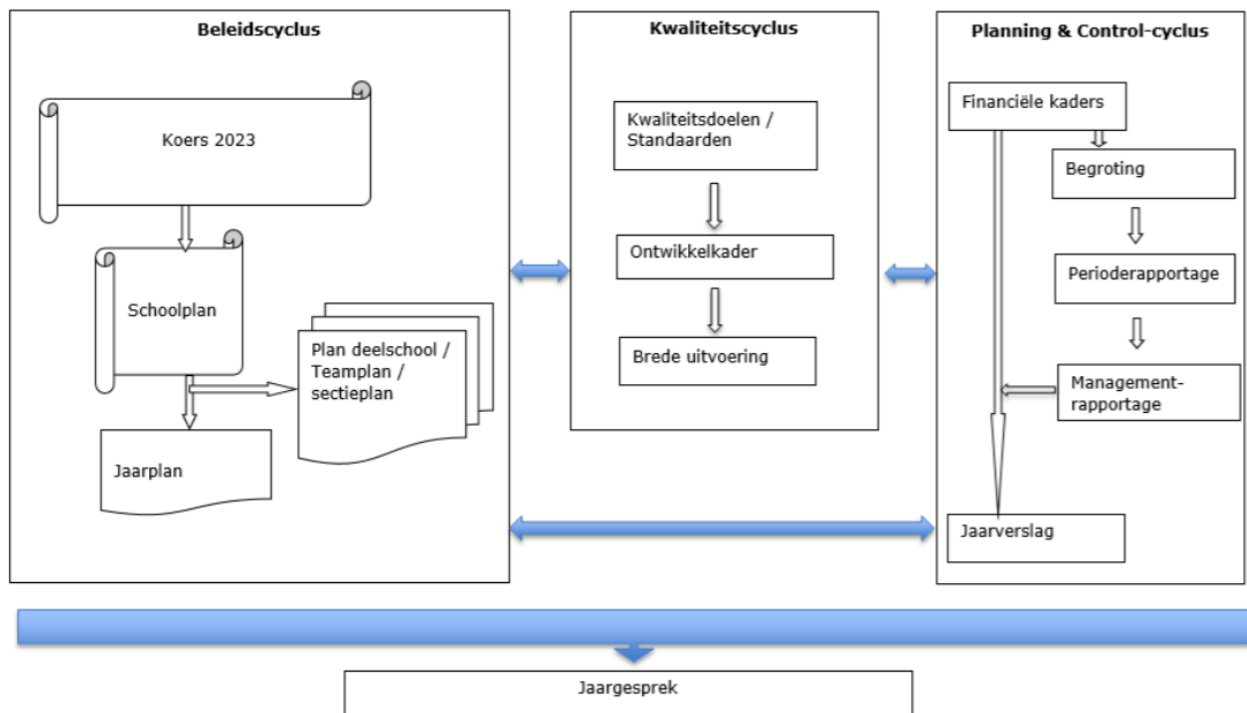 Beleidscyclus
Koers 2023
Schoolplan
Plan deelschool /
Teamplan /
sectieplan
Jaarplan
Kwaliteitscyclus
Kwaliteitsdoelen /
Standaarden
Ontwikkelkader
Brede uitvoering
Planning & Control-cyclus
Financiële kaders
Begroting
Perioderapportage
Management-
rapportage
Jaarverslag
Jaargesprek